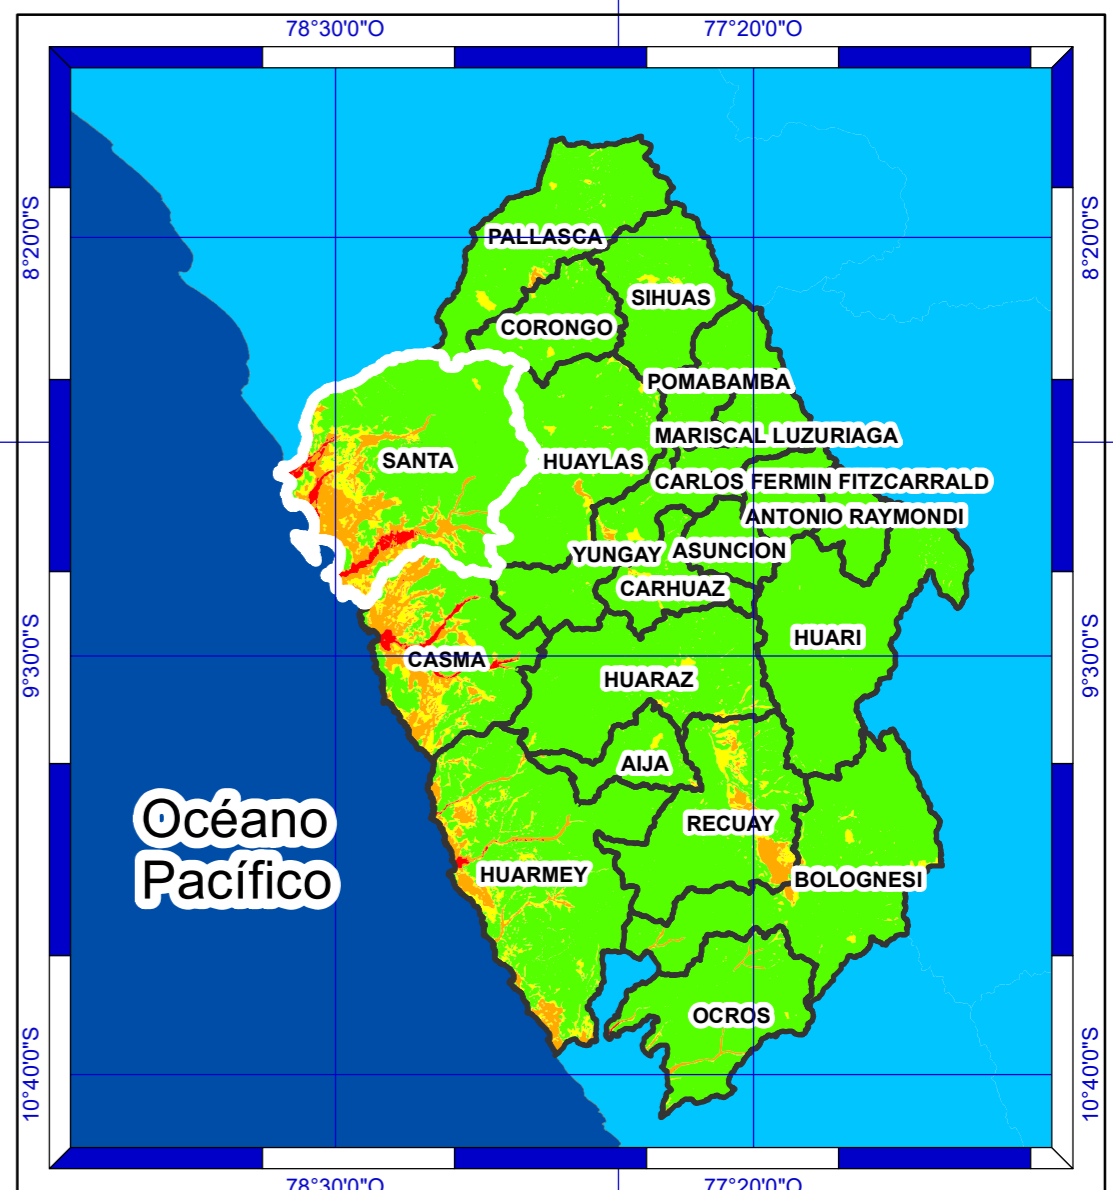 78°30'0"O
77°20'0"O
8°20'0"S
8°20'0"S
PALLASCA
SIHUAS
CORONGO
POMABAMBA
MARISCAL LUZURIAGA
SANTA
HUAYLAS
CARLOS FERMIN FITZCARRALD
ANTONIO RAYMONDI
YUNGAY
ASUNCION
CARHUAZ
HUARI
9°30'0"S
9°30'0"S
CASMA
HUARAZ
AIJA
Océano
Pacífico
RECUAY
HUARMEY
BOLOGNESI
OCROS
10°40'0"S
10°40'0"S
78°30'0"O
77°20'0"O